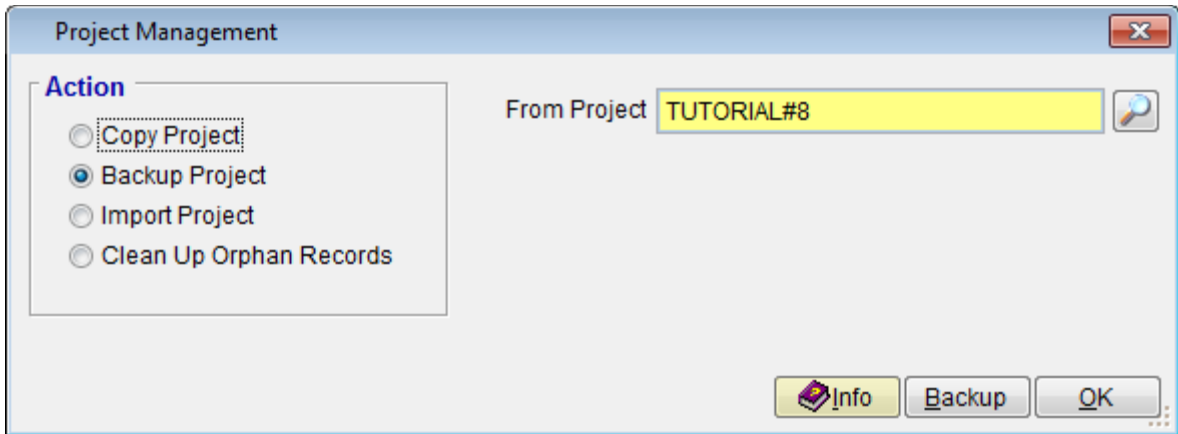 Project Management
Action
Copy Project
Backup Project
Import Project
Clean Up Orphan Records
From Project TUTORIAL#8
Info Backup OK